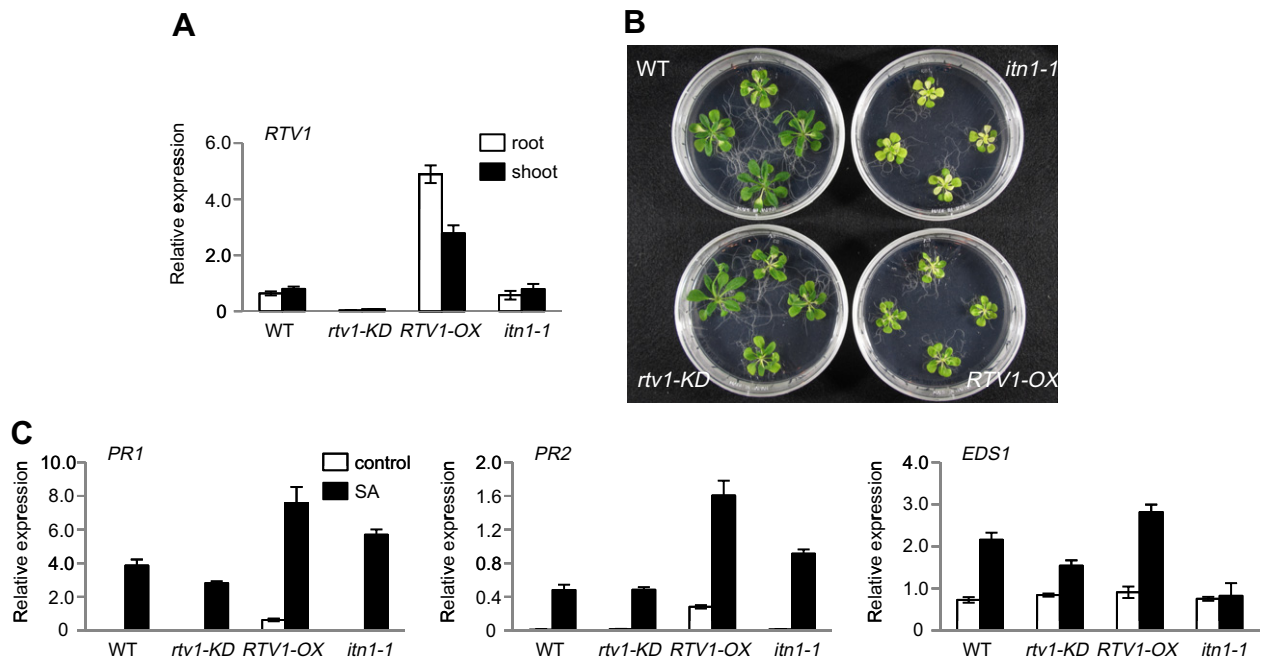 A
RTV1
Relative expression
6.0
4.0
2.0
0
root
shoot
WT
rtv1-KD
RTV1-OX
itn1-1
B
WT
itn1-1
rtv1-KD
RTV1-OX
C
PR1
Relative expression
10.0
8.0
6.0
4.0
2.0
0
control
SA
WT
rtv1-KD
RTV1-OX
itn1-1
PR2
Relative expression
2.0
1.6
1.2
0.8
0.4
0
WT
rtv1-KD
RTV1-OX
itn1-1
EDS1
Relative expression
4.0
3.0
2.0
1.0
0
WT
rtv1-KD
RTV1-OX
itn1-1